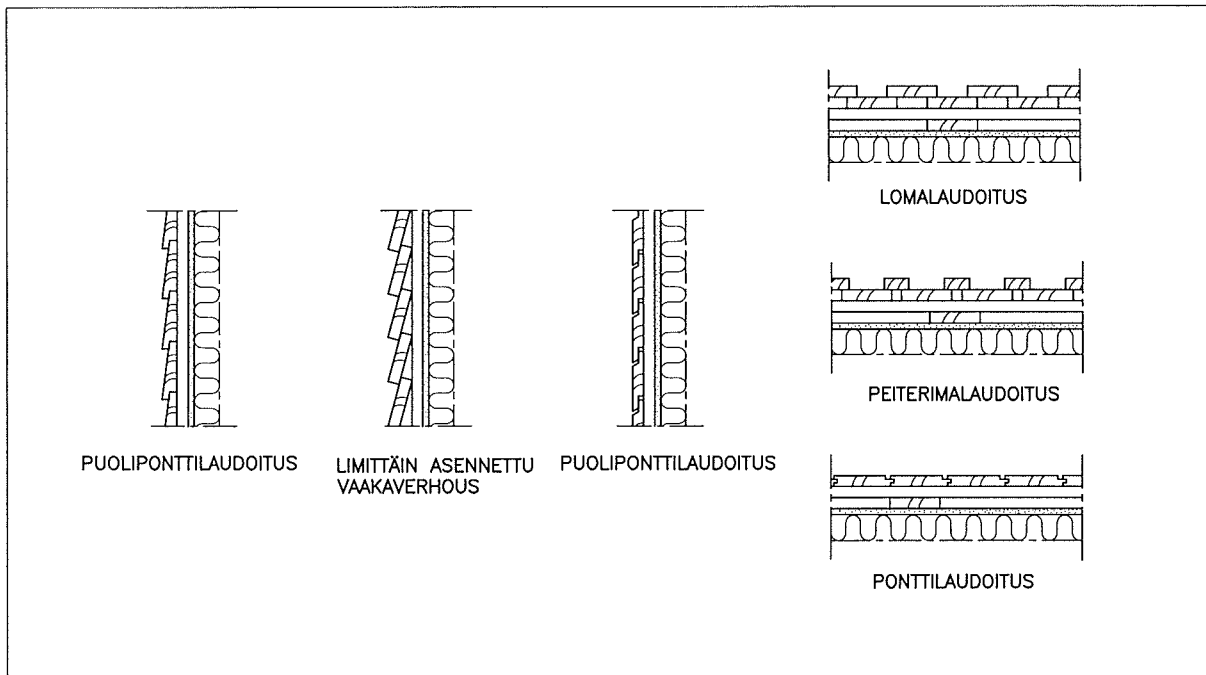 PUOLIPONTTILAUDOITUS
LIMITTÄIN ASENNETTU
VAAKAVERHOUS
PUOLIPONTTILAUDOITUS
LOMALAUDOITUS
PEITERIMALAUDOITUS
PONTTILAUDOITUS